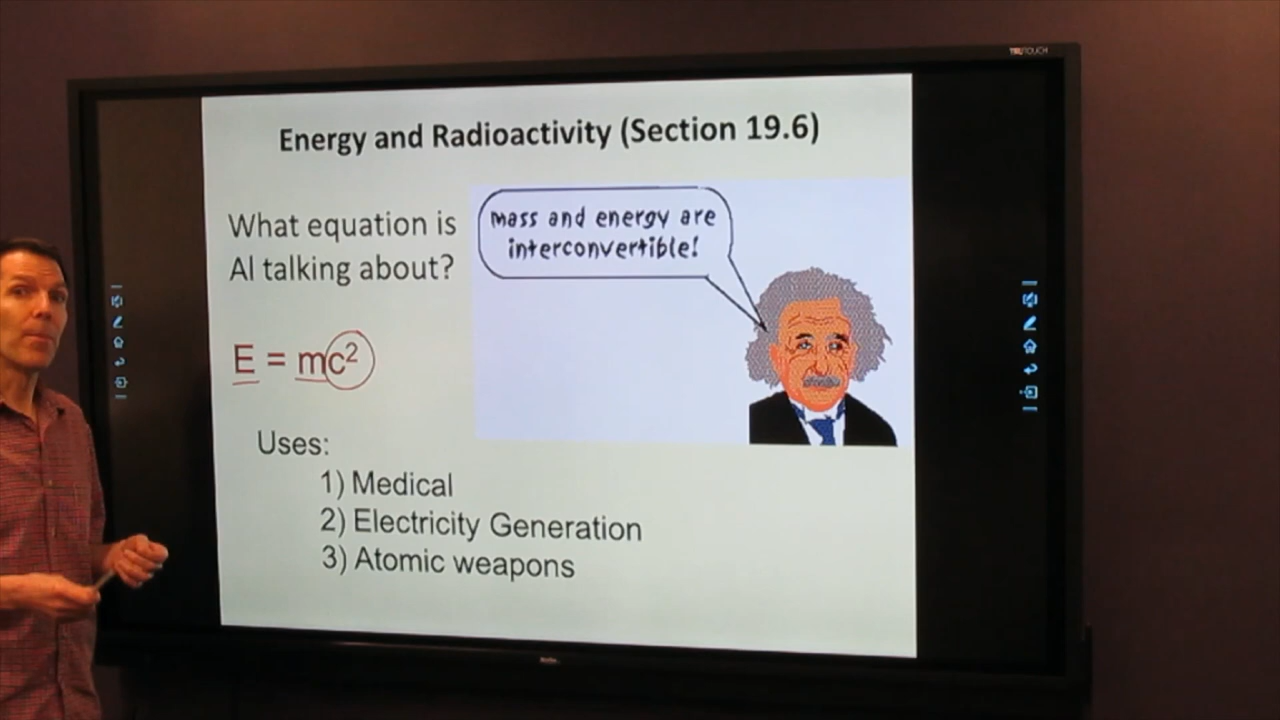 TRUTOUCH
Energy and Radioactivity (Section 19.6)
What equation is
Al talking about?
mass and energy are
interconvertible!
E = mc²
Uses:
1) Medical
2) Electricity Generation
3) Atomic weapons